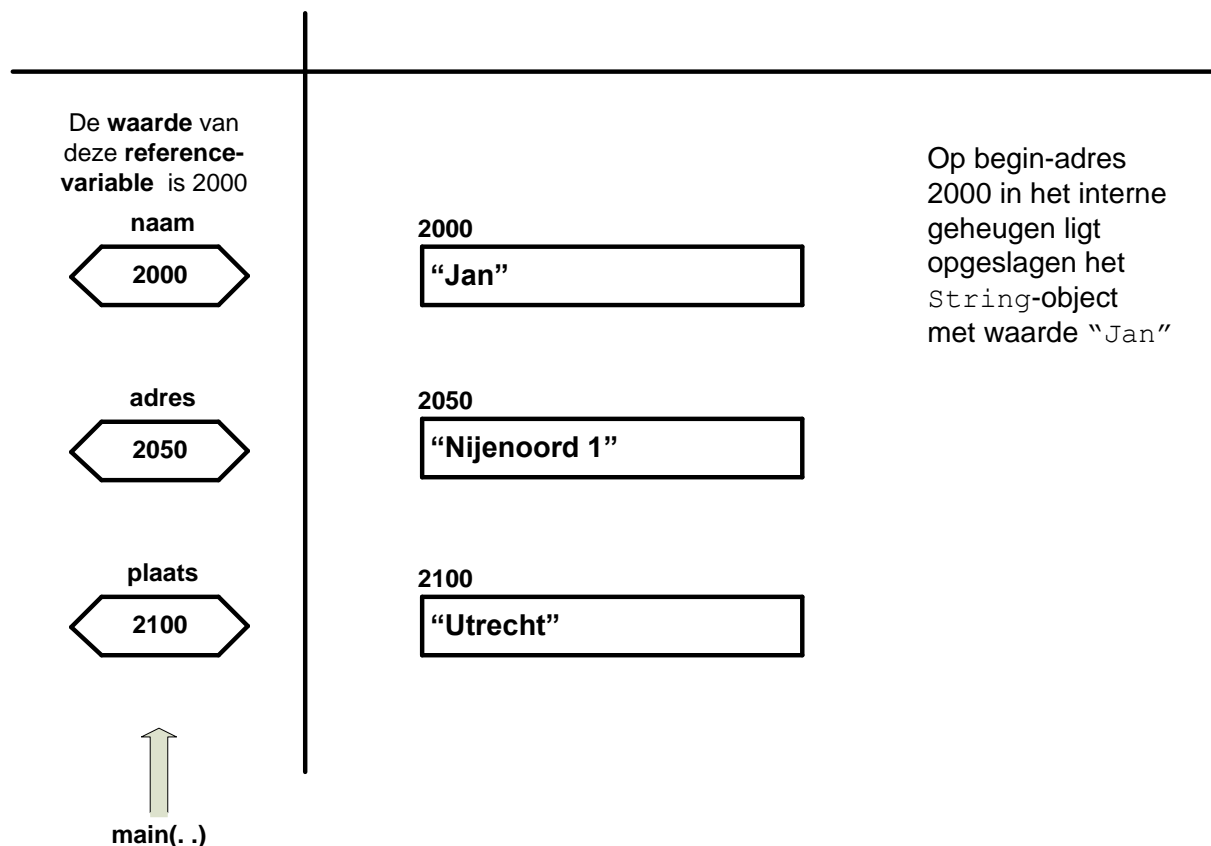 De waarde van
deze reference-
variable is 2000
naam
2000
2000
"Jan"
Op begin-adres
2000 in het interne
geheugen ligt
opgeslagen het
String-object
met waarde "Jan"
adres
2050
2050
"Nijenoord 1"
plaats
2100
2100
"Utrecht"
main(. .)